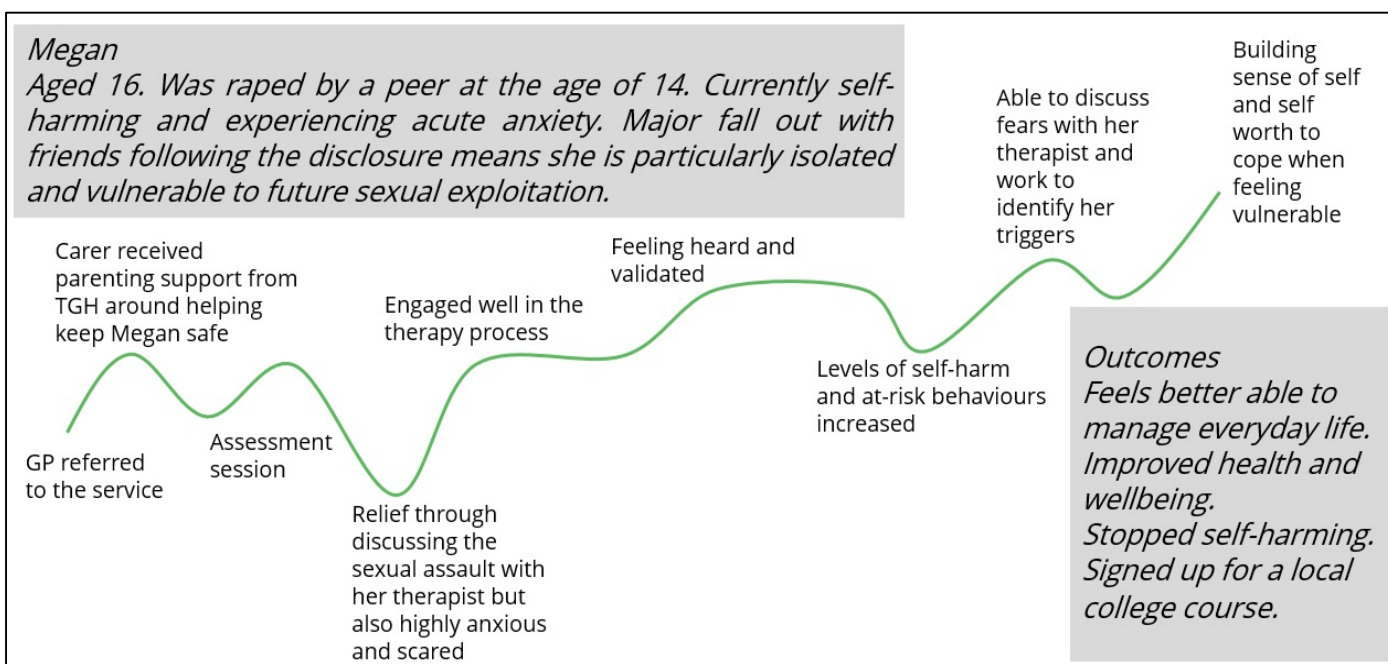 Megan
Aged 16. Was raped by a peer at the age of 14. Currently self-
harming and experiencing acute anxiety. Major fall out with
friends following the disclosure means she is particularly isolated
and vulnerable to future sexual exploitation.
GP referred
to the service
Carer received
parenting support from
TGH around helping
keep Megan safe
Assessment
session
Relief through
discussing the
sexual assault with
her therapist but
also highly anxious
and scared
Engaged well in the
therapy process
Feeling heard and
validated
Levels of self-harm
and at-risk behaviours
increased
Able to discuss
fears with her
therapist and
work to
identify her
triggers
Building
sense of self
and self
worth to
cope when
feeling
vulnerable
Outcomes
Feels better able to
manage everyday life.
Improved health and
wellbeing.
Stopped self-harming.
Signed up for a local
college course.